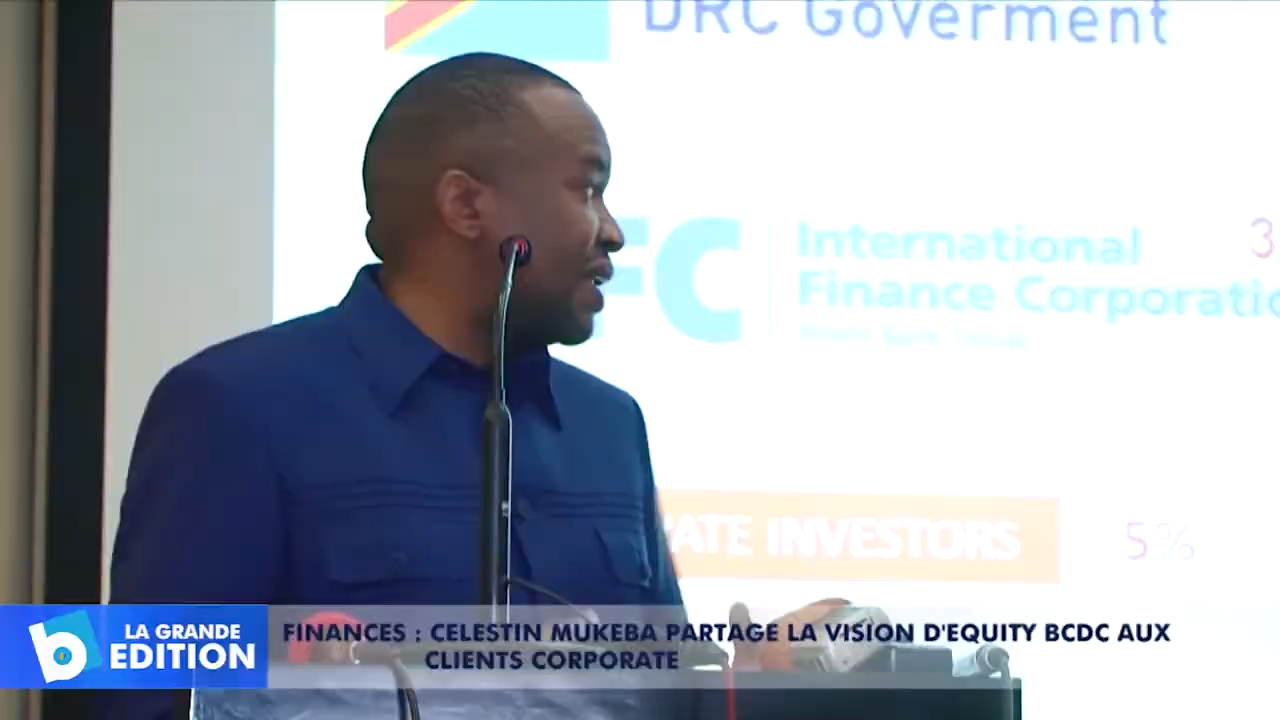 DRC Goverment
FC
International
Finance Corporatio
3
ATE INVESTORS
5%
b
LA GRANDE
EDITION
FINANCES : CELESTIN MUKEBA PARTAGE LA VISION D'EQUITY BCDC AUX
CLIENTS CORPORATE